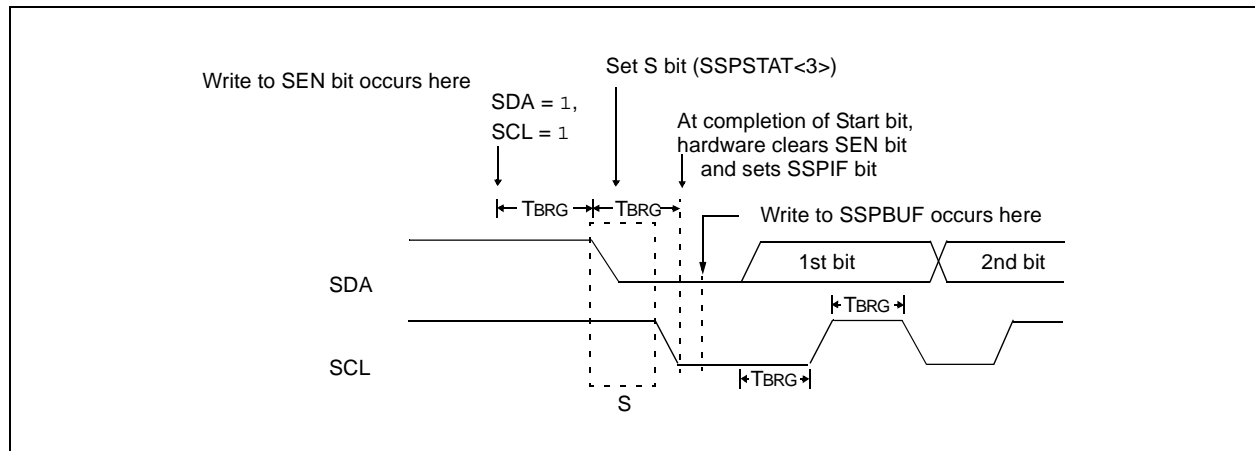 Set S bit (SSPSTAT<3>)
Write to SEN bit occurs here
SDA = 1,
SCL = 1
At completion of Start bit,
hardware clears SEN bit
and sets SSPIF bit
TBRG
TBRG
Write to SSPBUF occurs here
1st bit
2nd bit
SDA
TBRG
SCL
TBRG
S